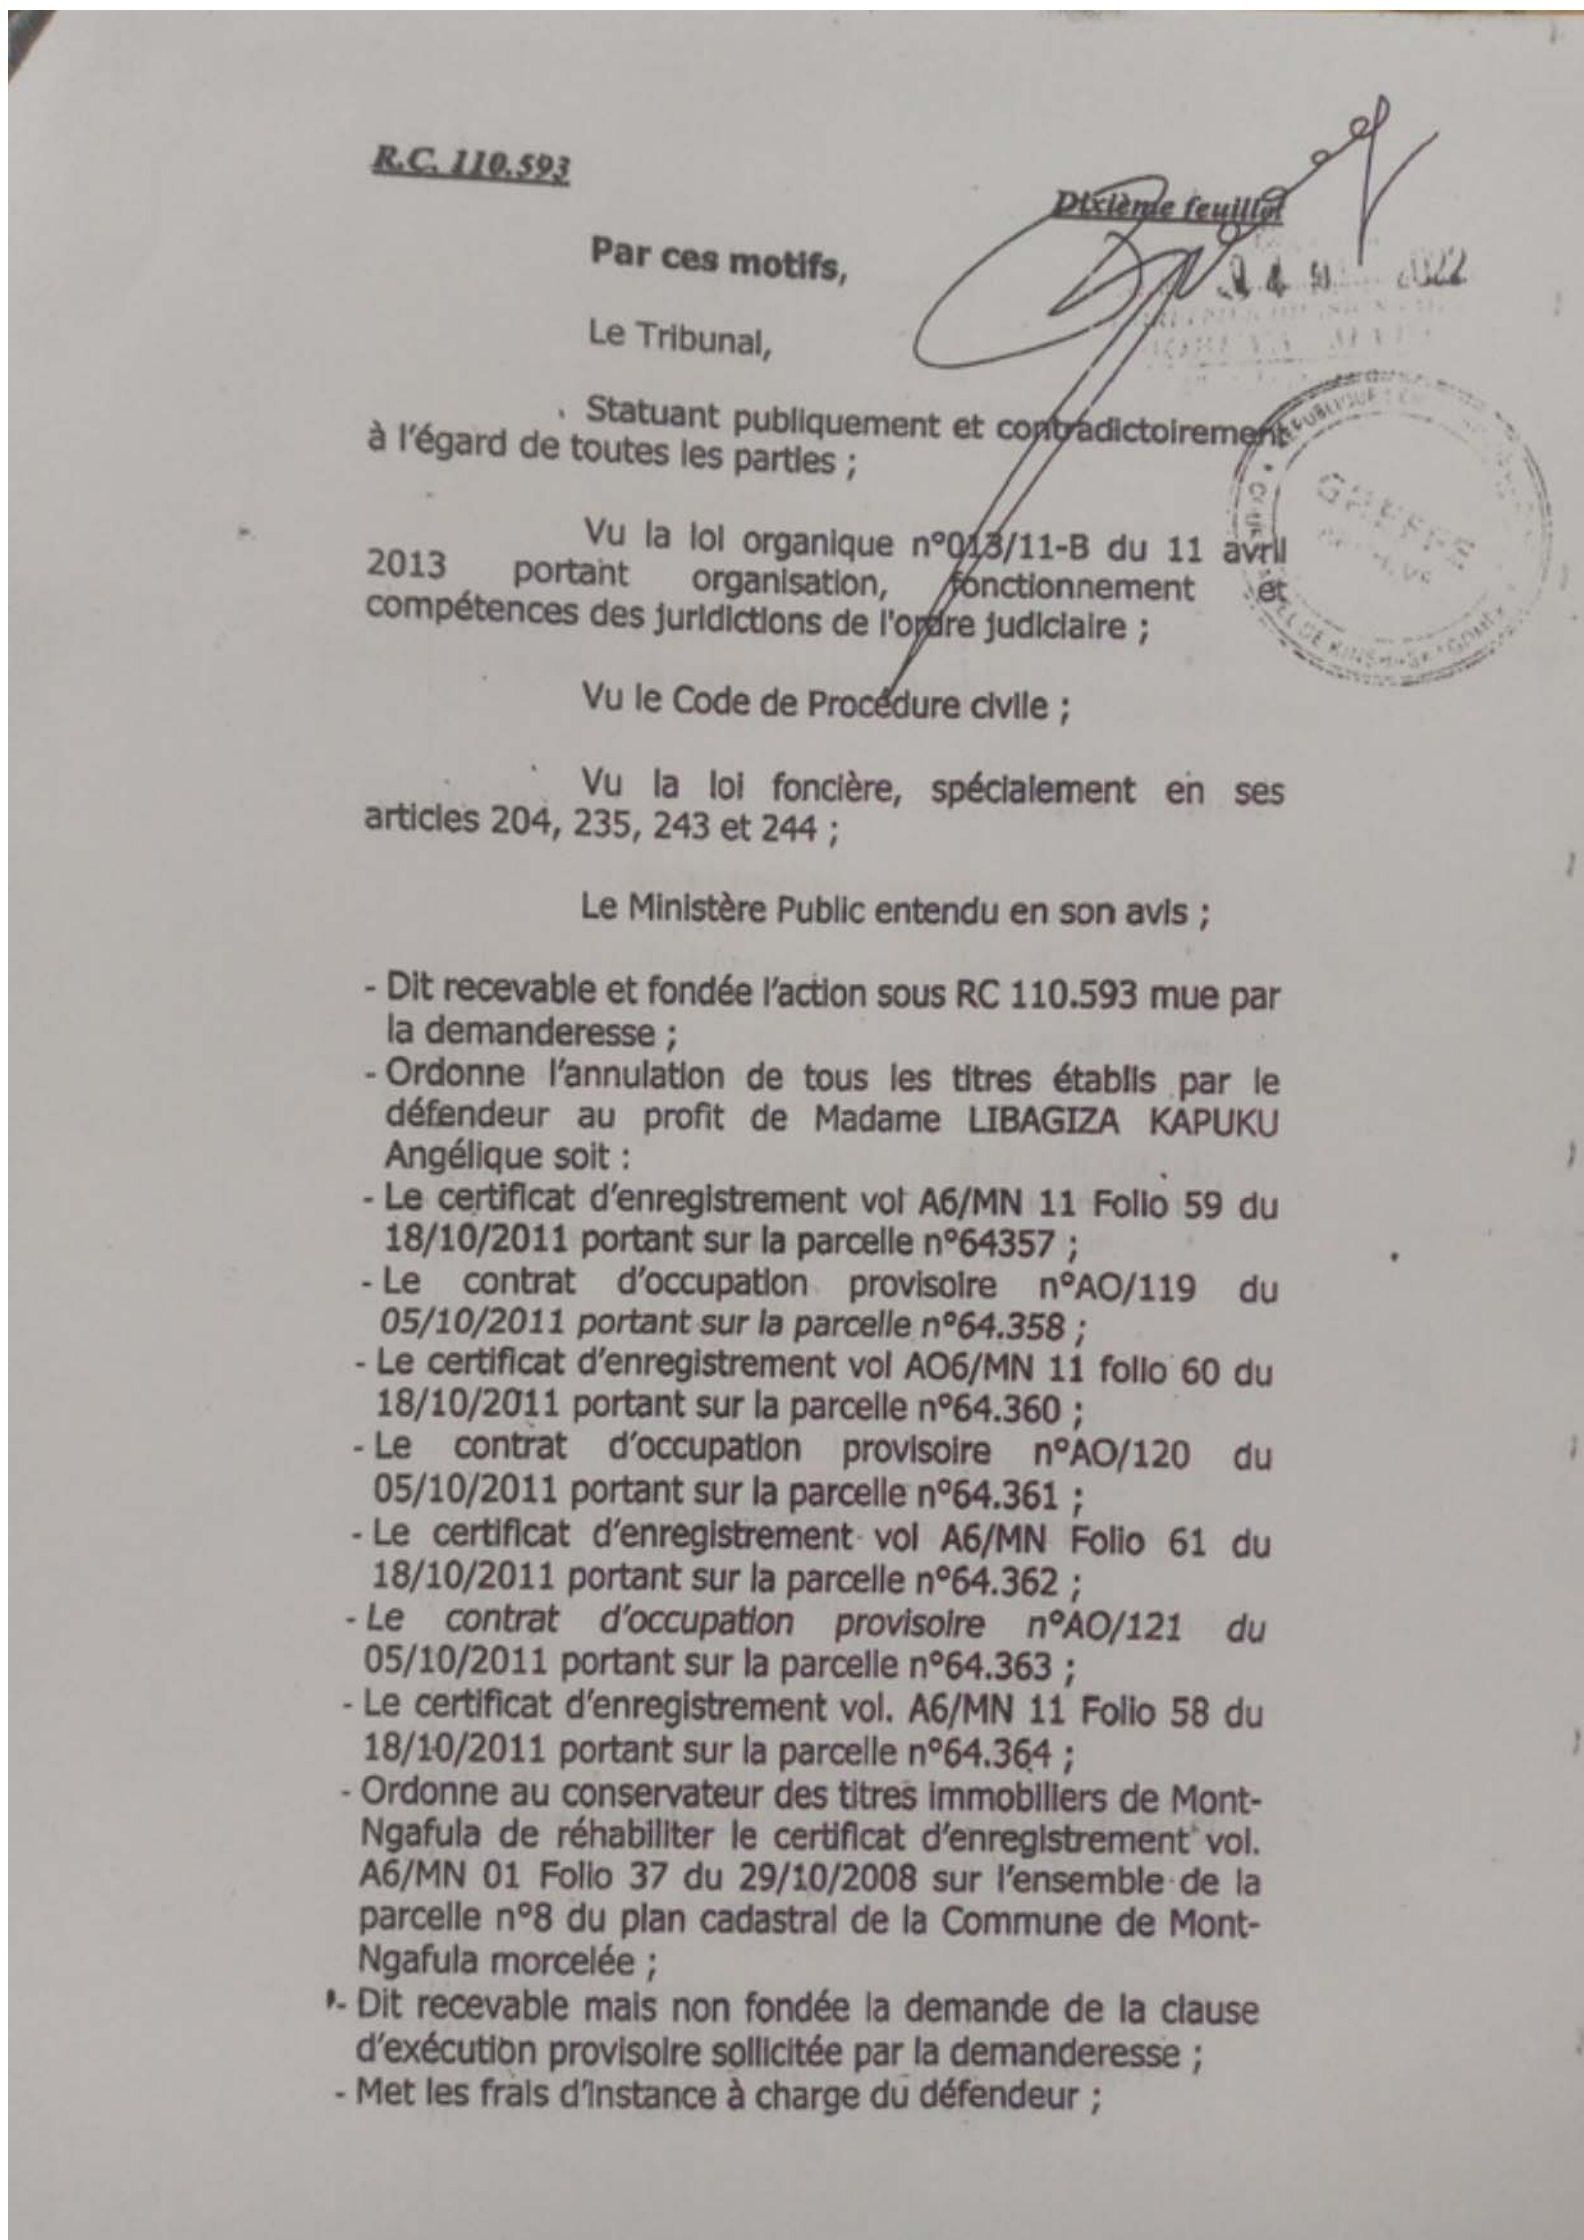 R.C. 110.593
Dixième feuillet
Par ces motifs,
2022
Le Tribunal,
Statuant publiquement et contradictoirement
à l'égard de toutes les parties ;
GREFFE
Vu la loi organique n°013/11-B du 11 avril
2013 portant organisation, fonctionnement et
compétences des juridictions de l'ordre judiciaire ;
Vu le Code de Procédure civile ;
Vu la loi foncière, spécialement en ses
articles 204, 235, 243 et 244 ;
Le Ministère Public entendu en son avis ;
- Dit recevable et fondée l'action sous RC 110.593 mue par
la demanderesse ;
- Ordonne l'annulation de tous les titres établis par le
défendeur au profit de Madame LIBAGIZA KAPUKU
Angélique soit :
- Le certificat d'enregistrement vol A6/MN 11 Folio 59 du
18/10/2011 portant sur la parcelle n°64357 ;
- Le contrat d'occupation provisoire n°AO/119 du
05/10/2011 portant sur la parcelle n°64.358 ;
- Le certificat d'enregistrement vol AO6/MN 11 folio 60 du
18/10/2011 portant sur la parcelle n°64.360 ;
- Le contrat d'occupation provisoire n°AO/120 du
05/10/2011 portant sur la parcelle n°64.361 ;
- Le certificat d'enregistrement vol A6/MN Folio 61 du
18/10/2011 portant sur la parcelle n°64.362 ;
- Le contrat d'occupation provisoire n°AO/121 du
05/10/2011 portant sur la parcelle n°64.363 ;
- Le certificat d'enregistrement vol. A6/MN 11 Folio 58 du
18/10/2011 portant sur la parcelle n°64.364 ;
- Ordonne au conservateur des titres immobiliers de Mont-
Ngafula de réhabiliter le certificat d'enregistrement vol.
A6/MN 01 Folio 37 du 29/10/2008 sur l'ensemble de la
parcelle n°8 du plan cadastral de la Commune de Mont-
Ngafula morcelée ;
- Dit recevable mais non fondée la demande de la clause
d'exécution provisoire sollicitée par la demanderesse ;
- Met les frais d'instance à charge du défendeur ;